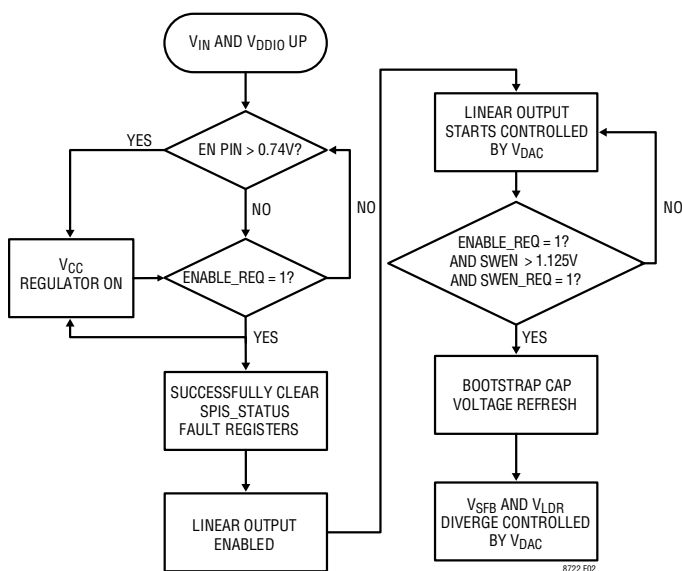 V_IN AND V_DDIO UP
YES
EN PIN > 0.74V?
NO
NO
V_CC
REGULATOR ON
ENABLE_REQ = 1?
YES
SUCCESSFULLY CLEAR
SPIS_STATUS
FAULT REGISTERS
LINEAR OUTPUT
ENABLED
LINEAR OUTPUT
STARTS CONTROLLED
BY V_DAC
NO
ENABLE_REQ = 1?
AND SWEN > 1.125V
AND SWEN_REQ = 1?
YES
BOOTSTRAP CAP
VOLTAGE REFRESH
V_SFB AND V_LDR
DIVERGE CONTROLLED
BY V_DAC
8722 F02